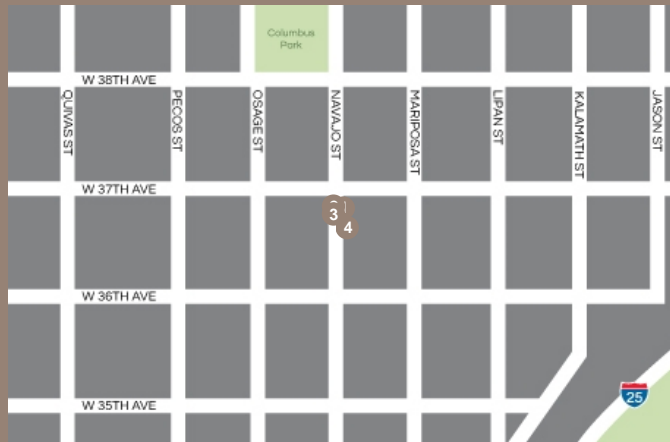 Columbus
Park
W 38TH AVE
QUIVAS ST
PECOS ST
OSAGE ST
NAVAJO ST
MARIPOSA ST
LIPAN ST
KALAMATH ST
JASON ST
W 37TH AVE
3
4
W 36TH AVE
25
W 35TH AVE